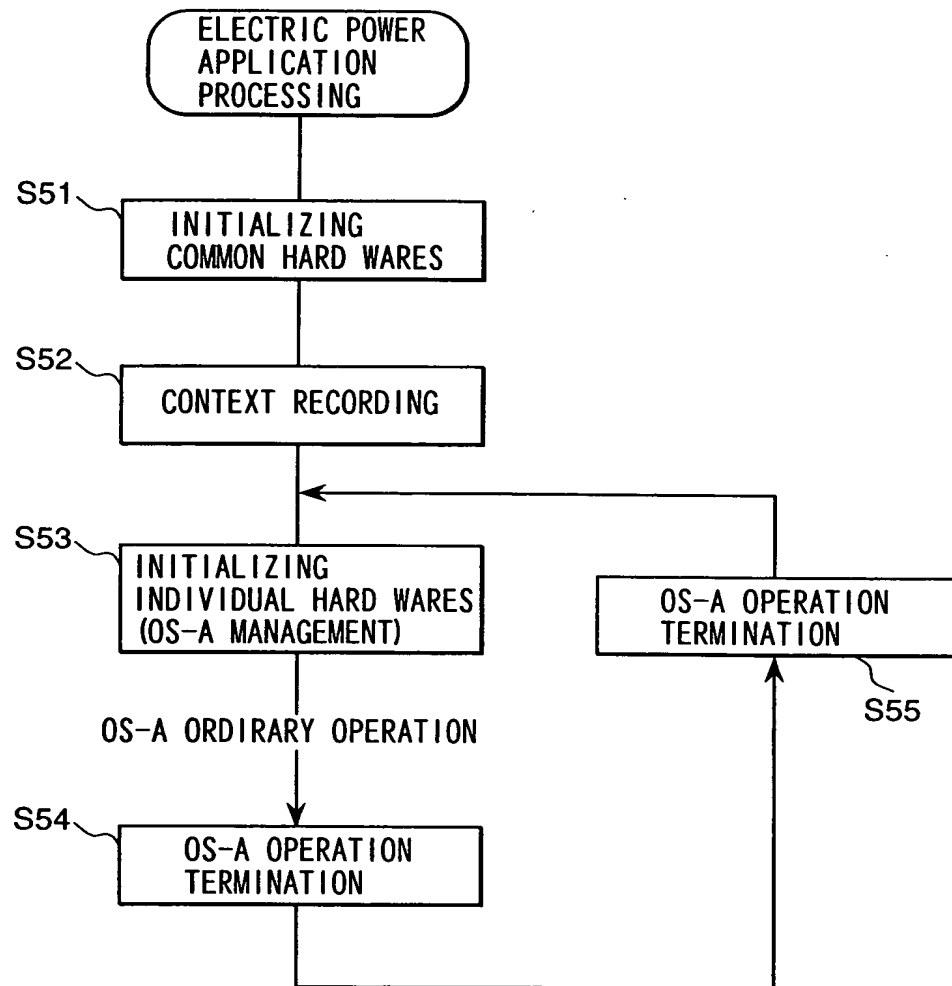 ELECTRIC POWER
APPLICATION
PROCESSING
S51
INITIALIZING
COMMON HARD WARES
S52
CONTEXT RECORDING
S53
INITIALIZING
INDIVIDUAL HARD WARES
(OS-A MANAGEMENT)
OS-A OPERATION
TERMINATION
S55
OS-A ORDIRARY OPERATION
S54
OS-A OPERATION
TERMINATION